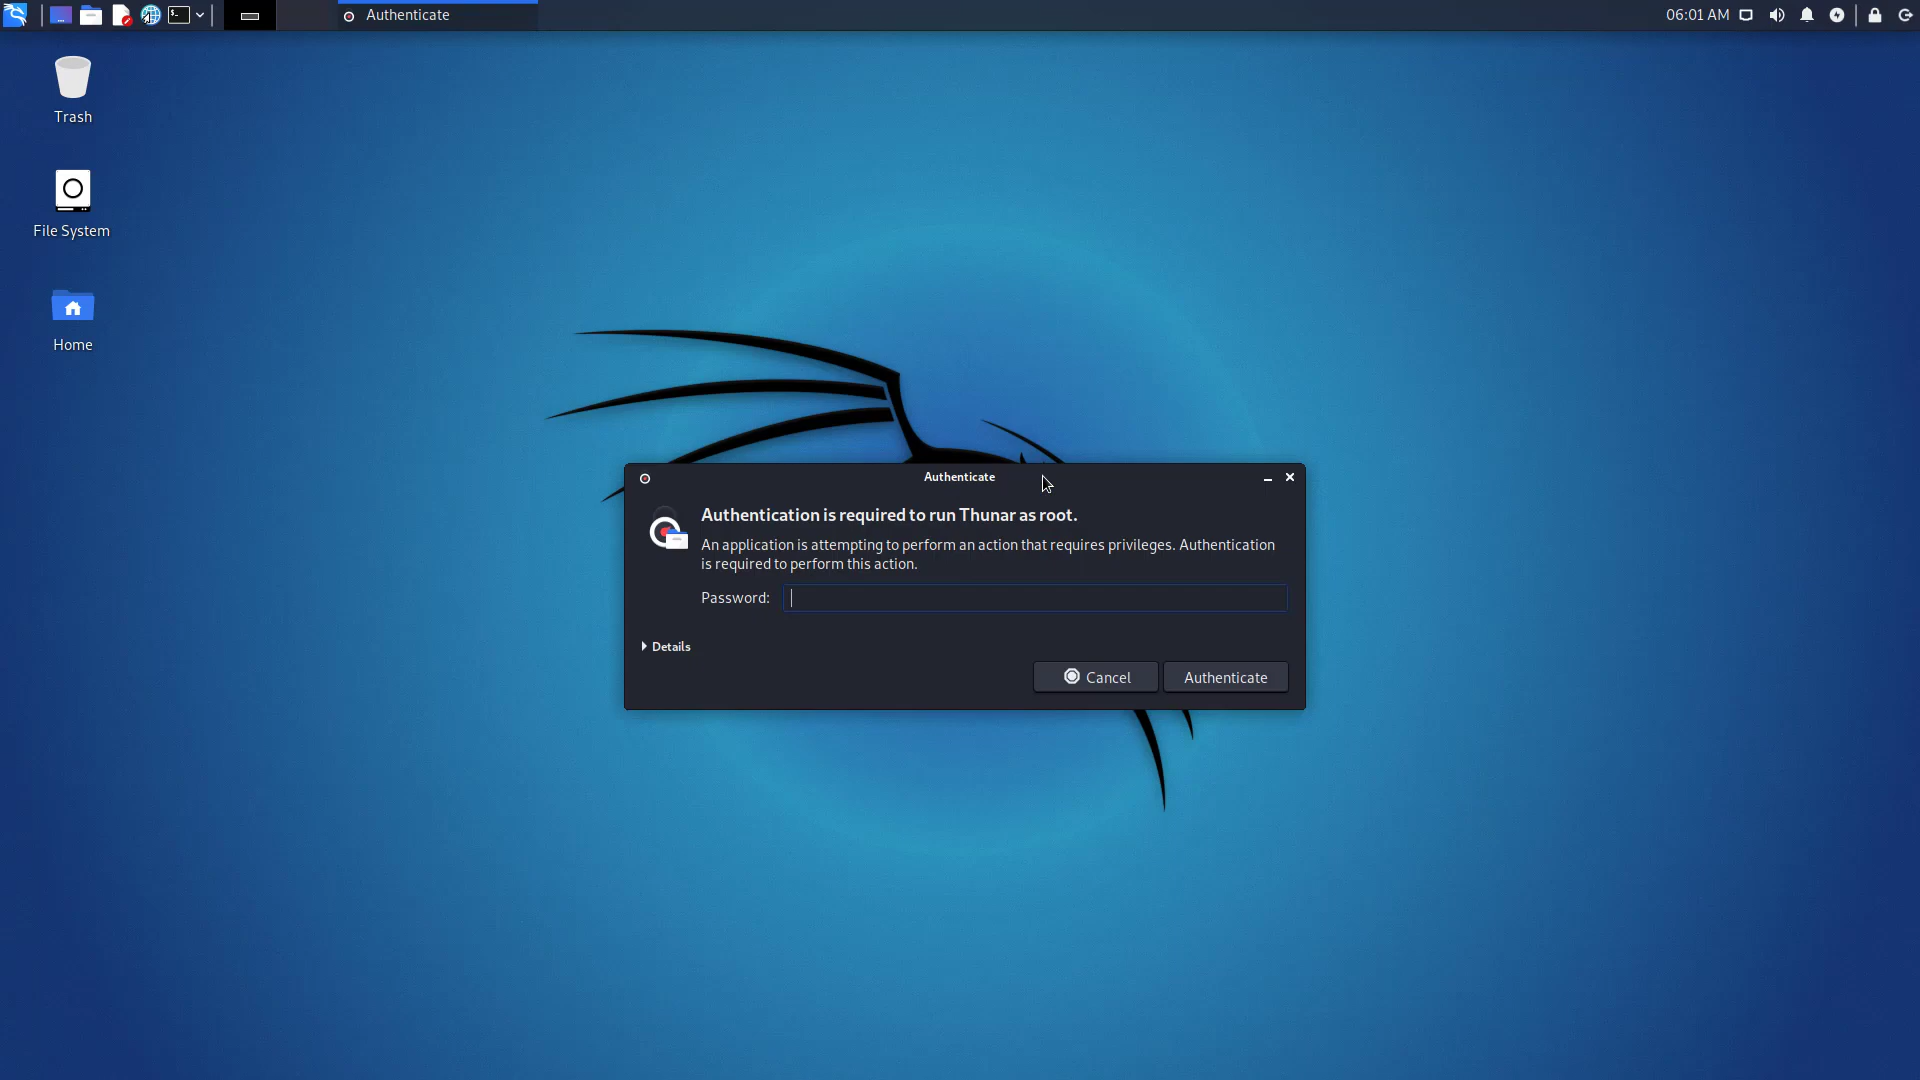 Authenticate
06:01 AM
Trash
File System
Home
Authenticate
Authentication is required to run Thunar as root.
An application is attempting to perform an action that requires privileges. Authentication
is required to perform this action.
Password:
Details
Cancel
Authenticate